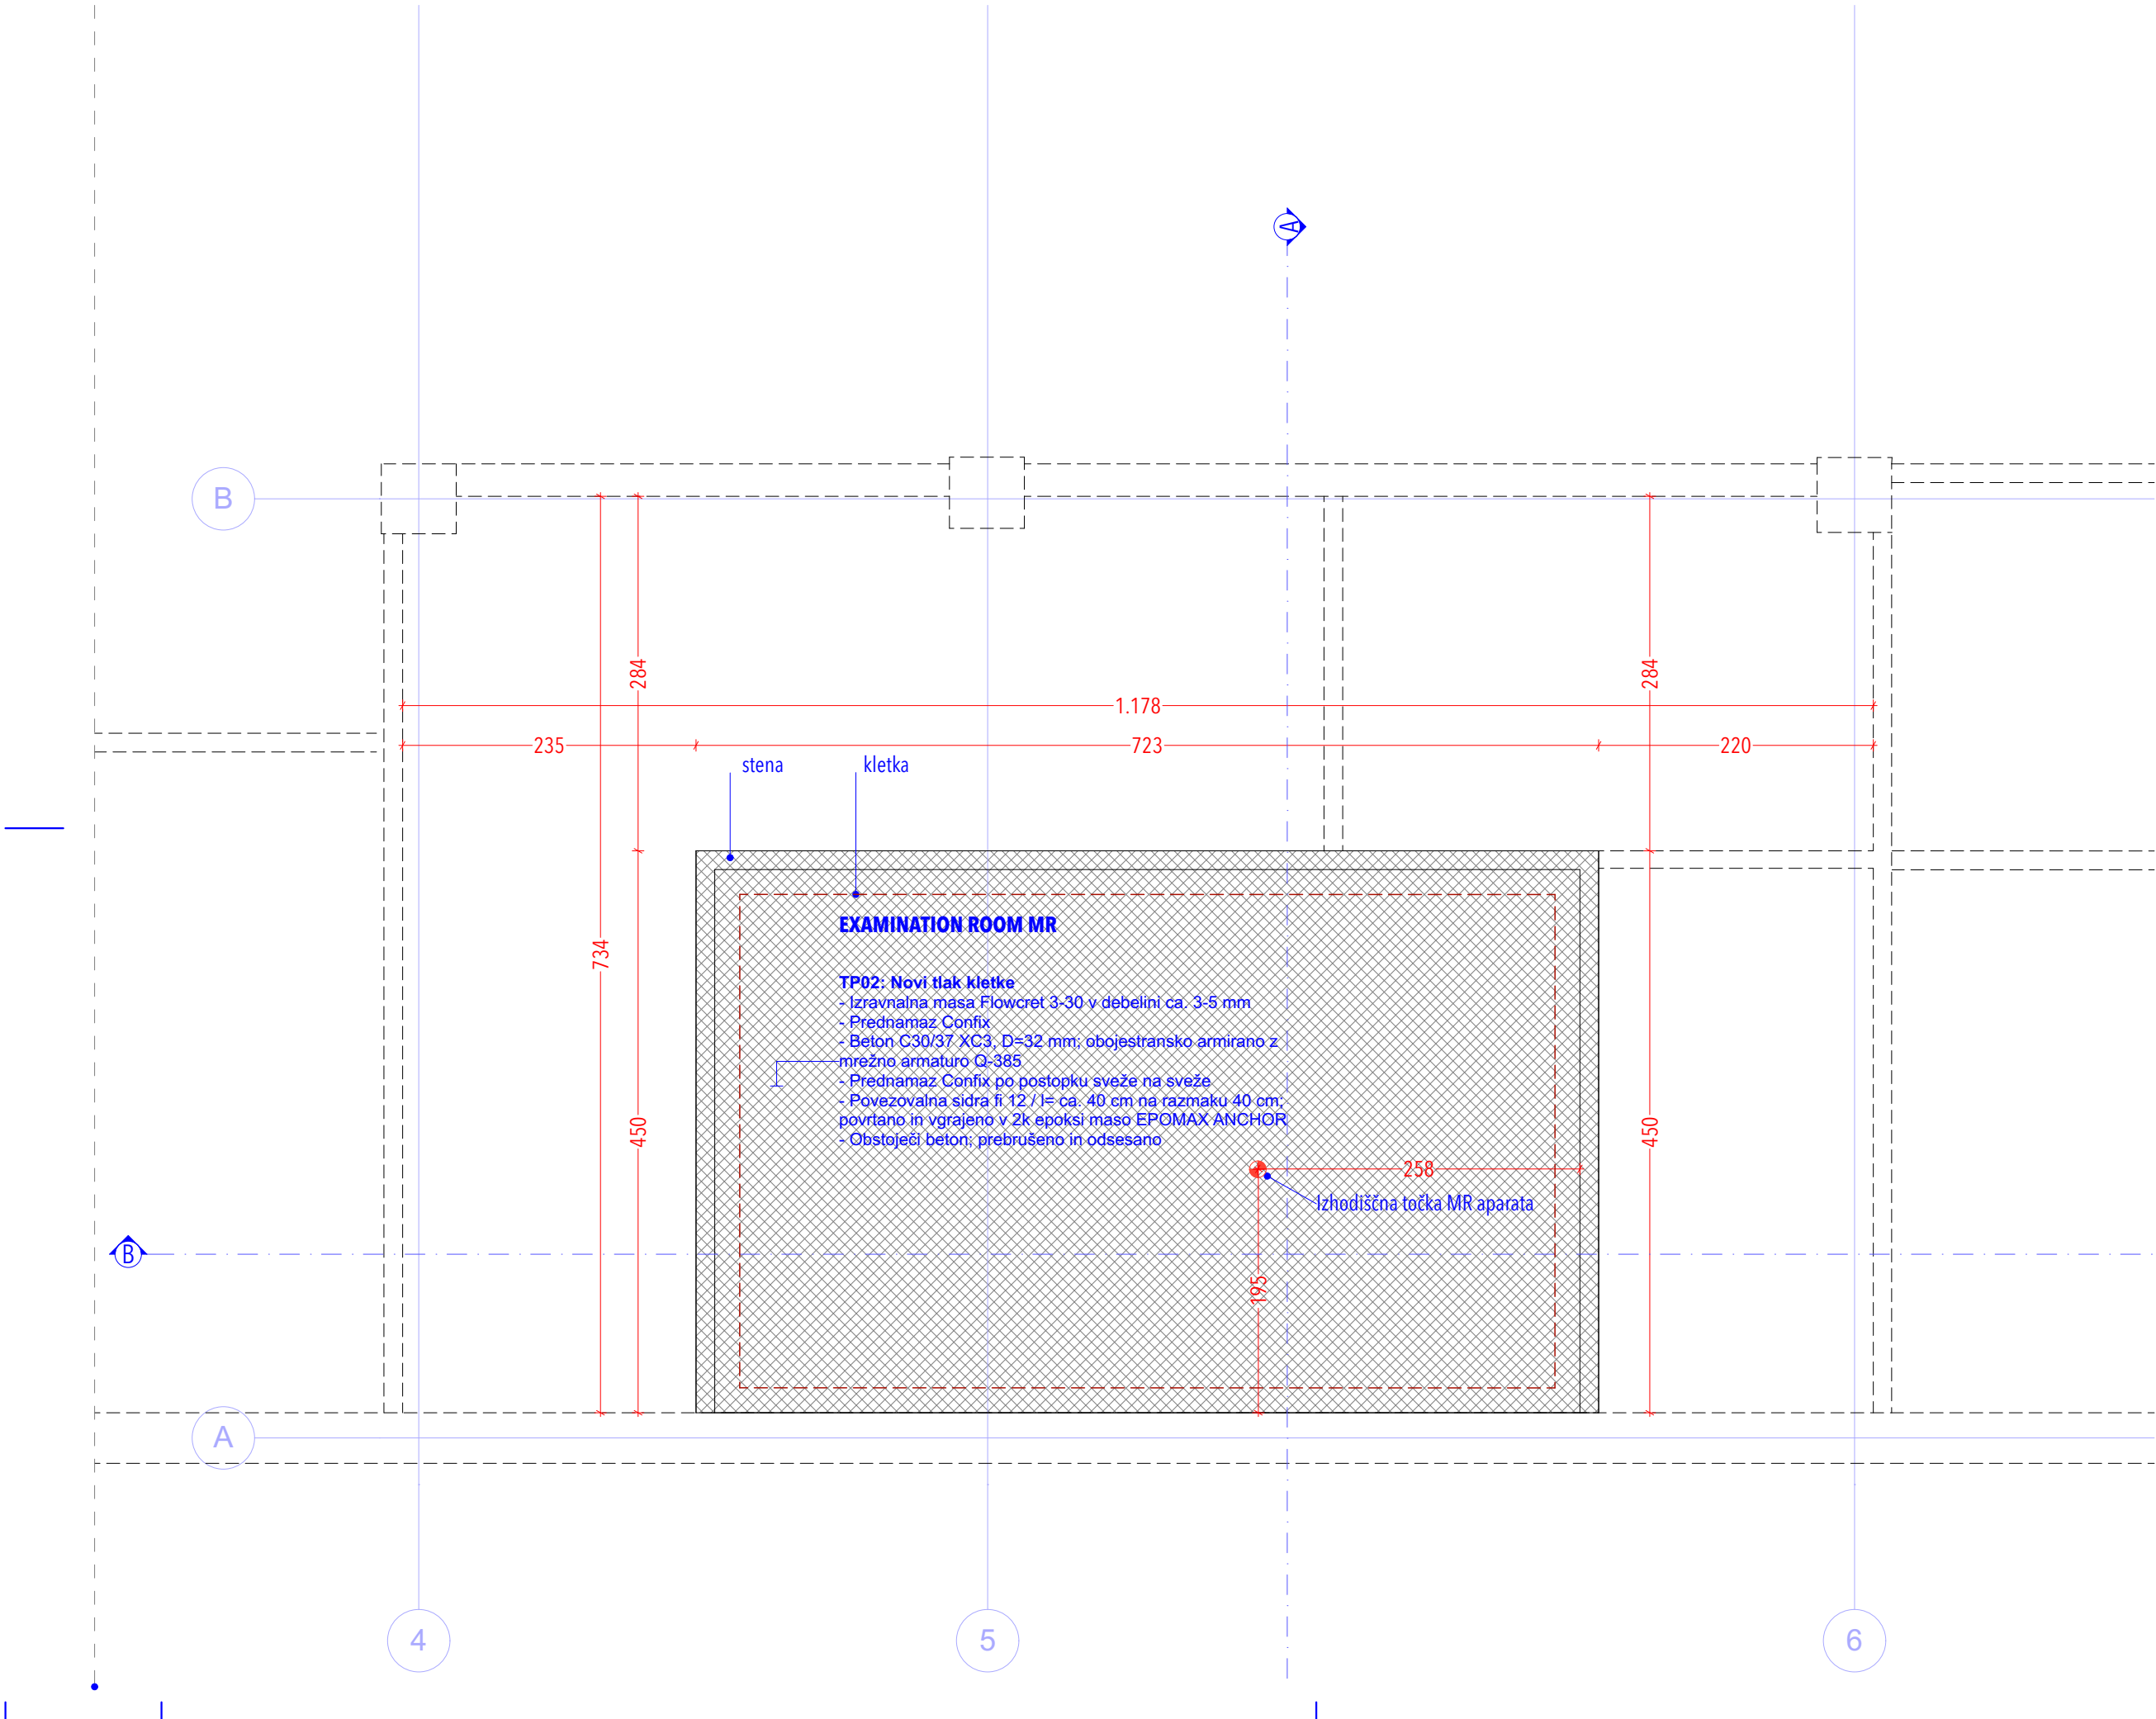 A
B
284
284
1.178
235
723
220
stena
kletka
EXAMINATION ROOM MR
734
TP02: Novi tlak kletke
- Izravnalna masa Flowcret 3-30 v debelini ca. 3-5 mm
- Prednamaz Confix
- Beton C30/37 XC3, D=32 mm; obojestransko armirano z
mrežno armaturo Q-385
- Prednamaz Confix po postopku sveže na sveže
- Povezovalna sidra fi 12 / l= ca. 40 cm na razmaku 40 cm;
povrtano in vgrajeno v 2k epoksi maso EPOMAX ANCHOR
- Obstoječi beton; prebrušeno in odsesano
450
450
258
Izhodiščna točka MR aparata
B
195
A
4
5
6